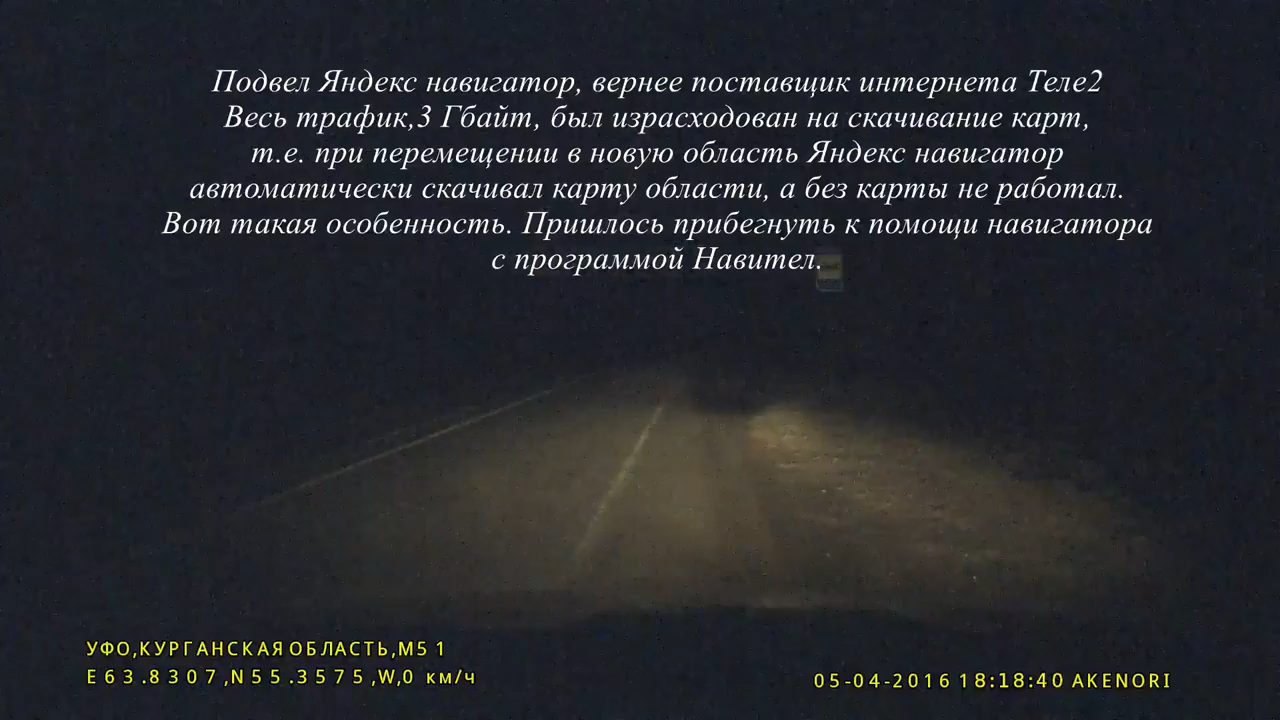 Подвел Яндекс навигатор, вернее поставщик интернета Теле2
Весь трафик,3 Гбайт, был израсходован на скачивание карт,
т.е. при перемещении в новую область Яндекс навигатор
автоматически скачивал карту области, а без карты не работал.
Вот такая особенность. Пришлось прибегнуть к помощи навигатора
с программой Навител.
УФО,КУРГАНСКАЯ ОБЛАСТЬ,М51
E63.8307,N55.3575,W,0 км/ч
05-04-2016 18:18:40 AKENORI